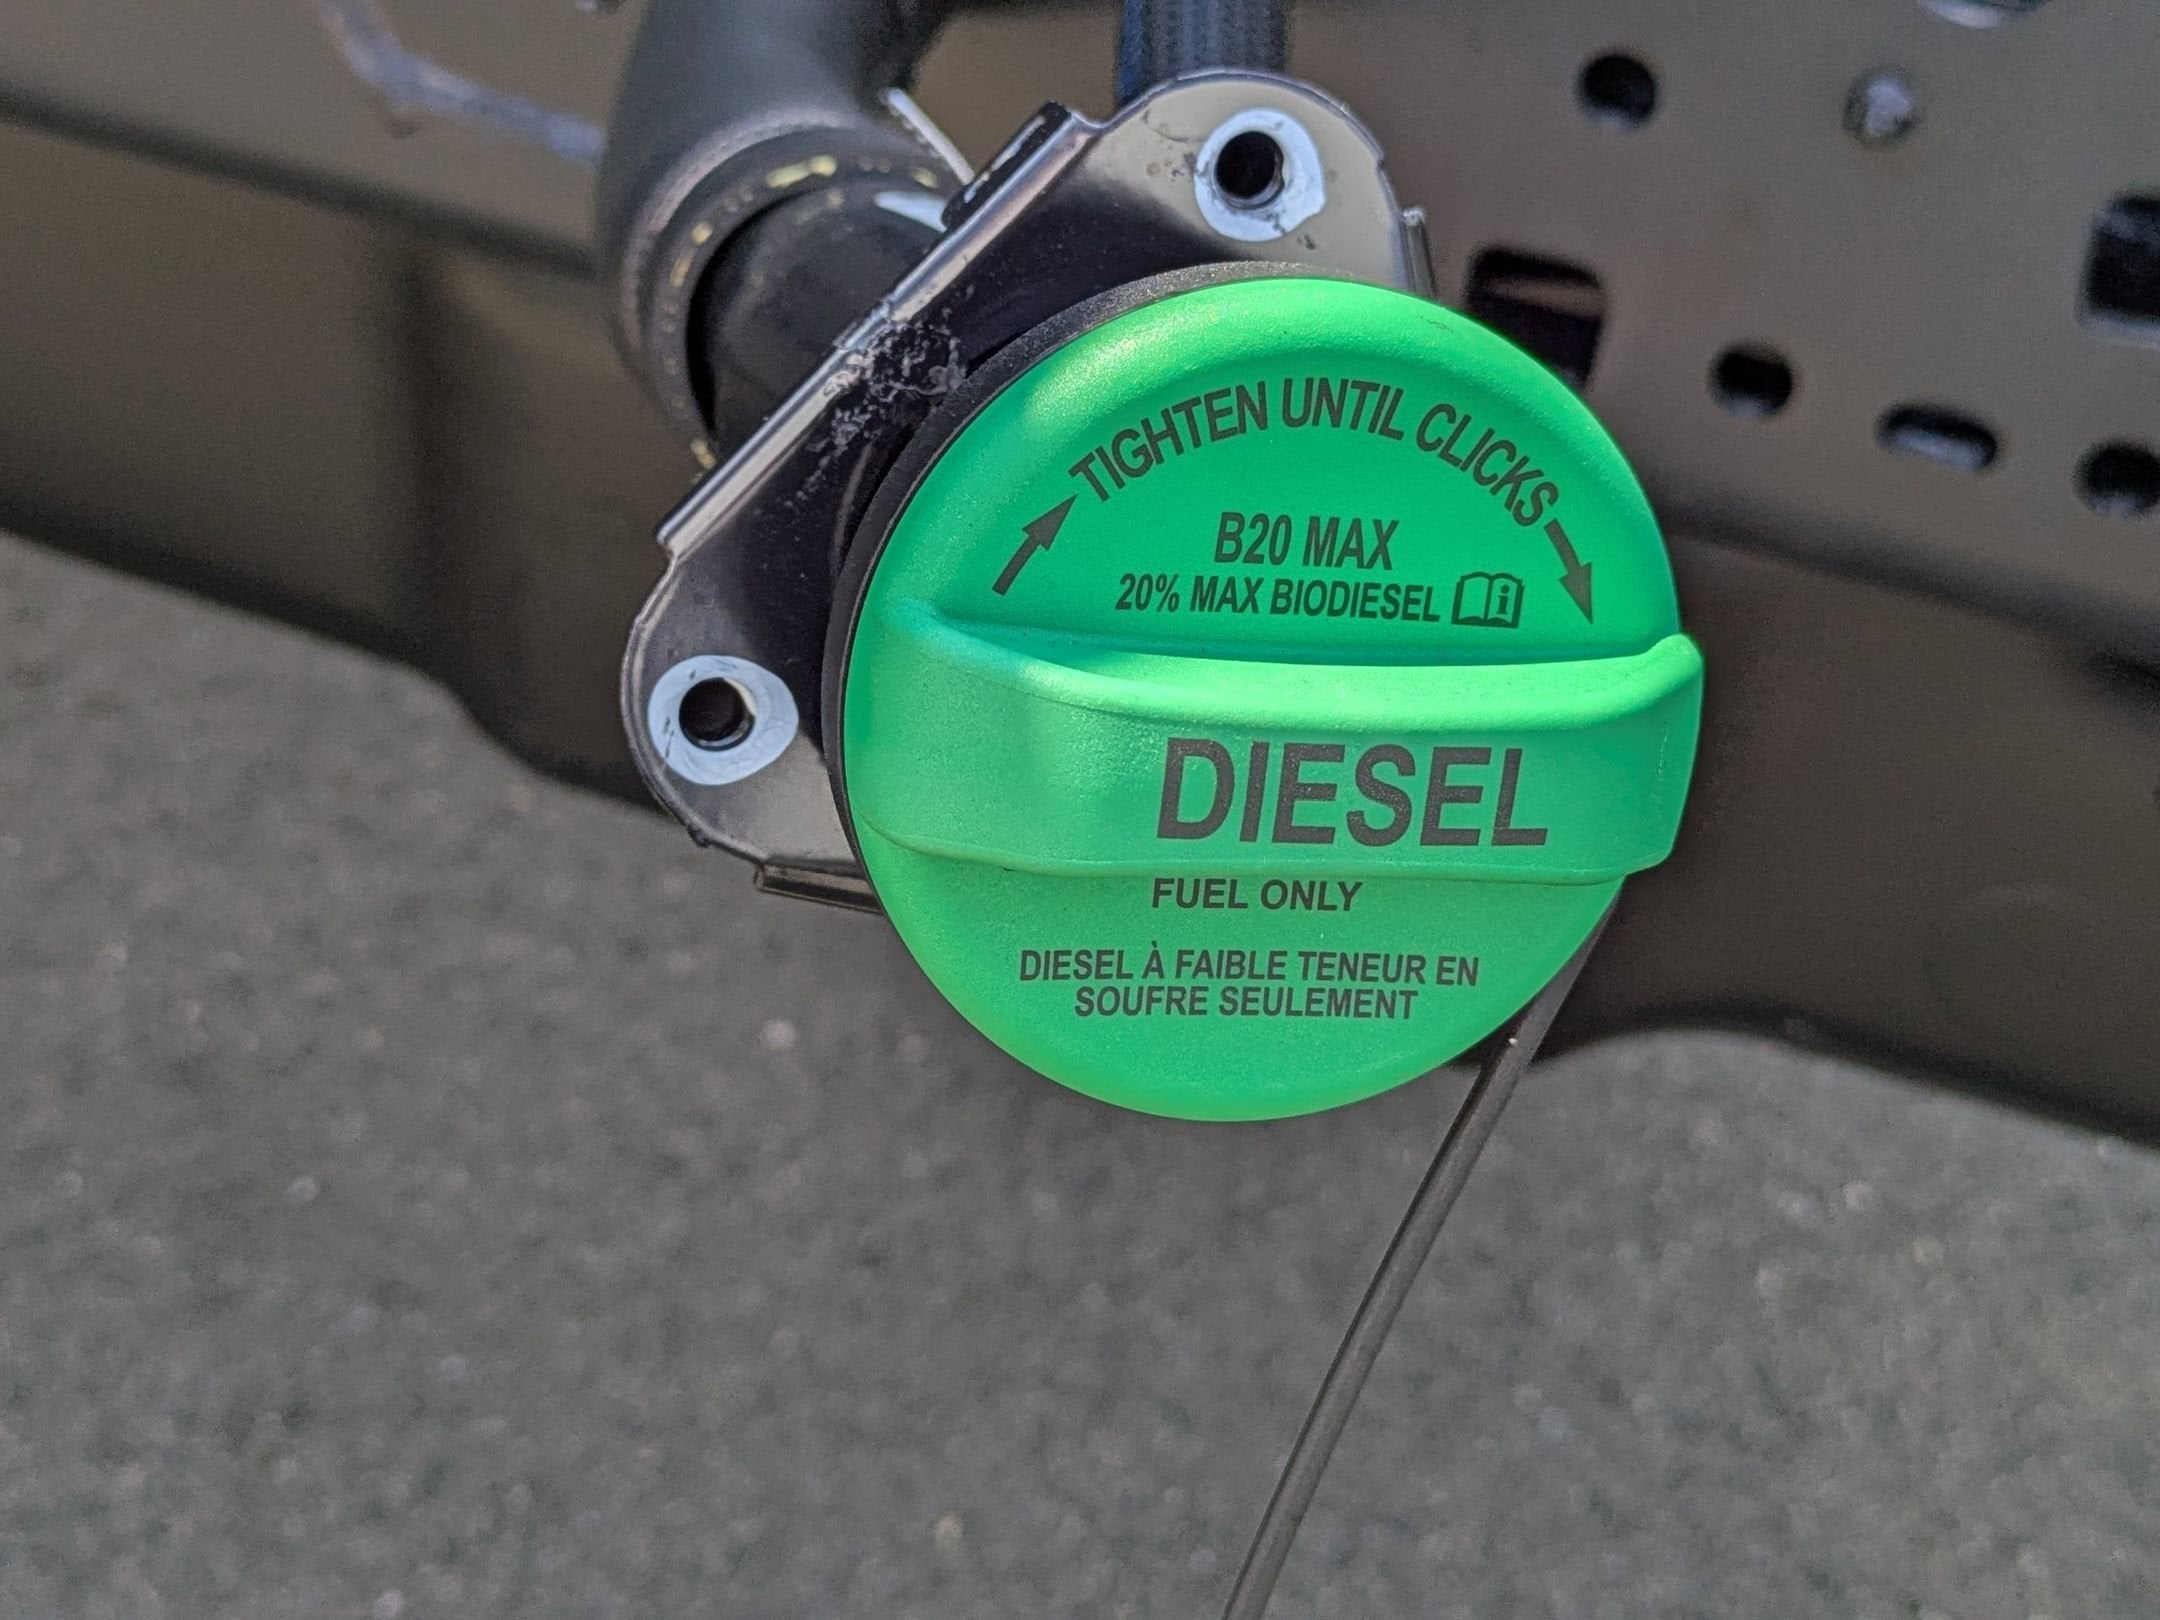 TIGHTEN UNTIL CLICKS
B20 MAX
20% MAX BIODIESEL
DIESEL
FUEL ONLY
DIESEL À FAIBLE TENEUR EN
SOUFRE SEULEMENT